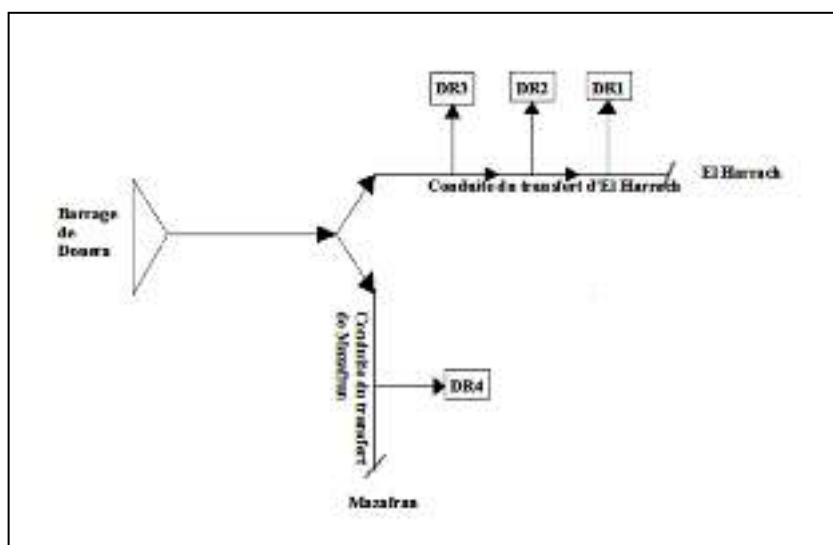 DR3
DR2
DR1
El Harrach
Conduite du transfert d'El Harrach
Barrage
de
Douera
Conduite du transfert
de Mazafran
DR4
Mazafran